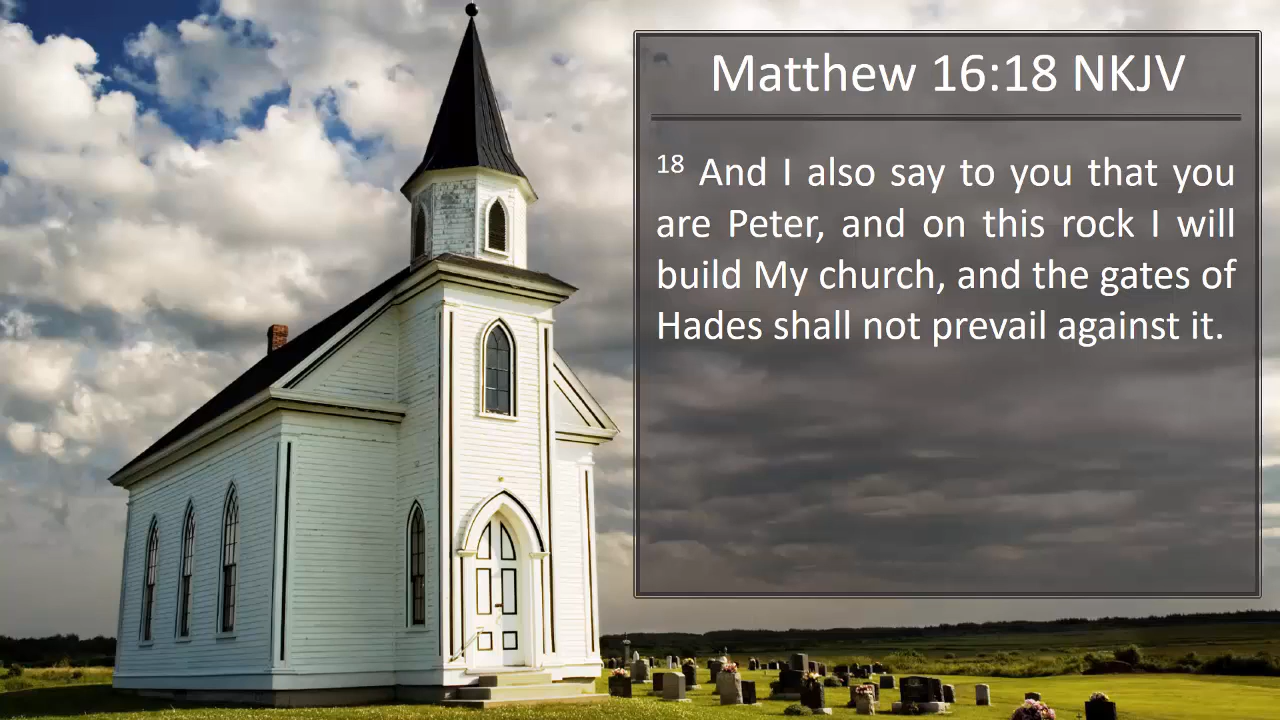 Matthew 16:18 NKJV
18 And I also say to you that you
are Peter, and on this rock I will
build My church, and the gates of
Hades shall not prevail against it.